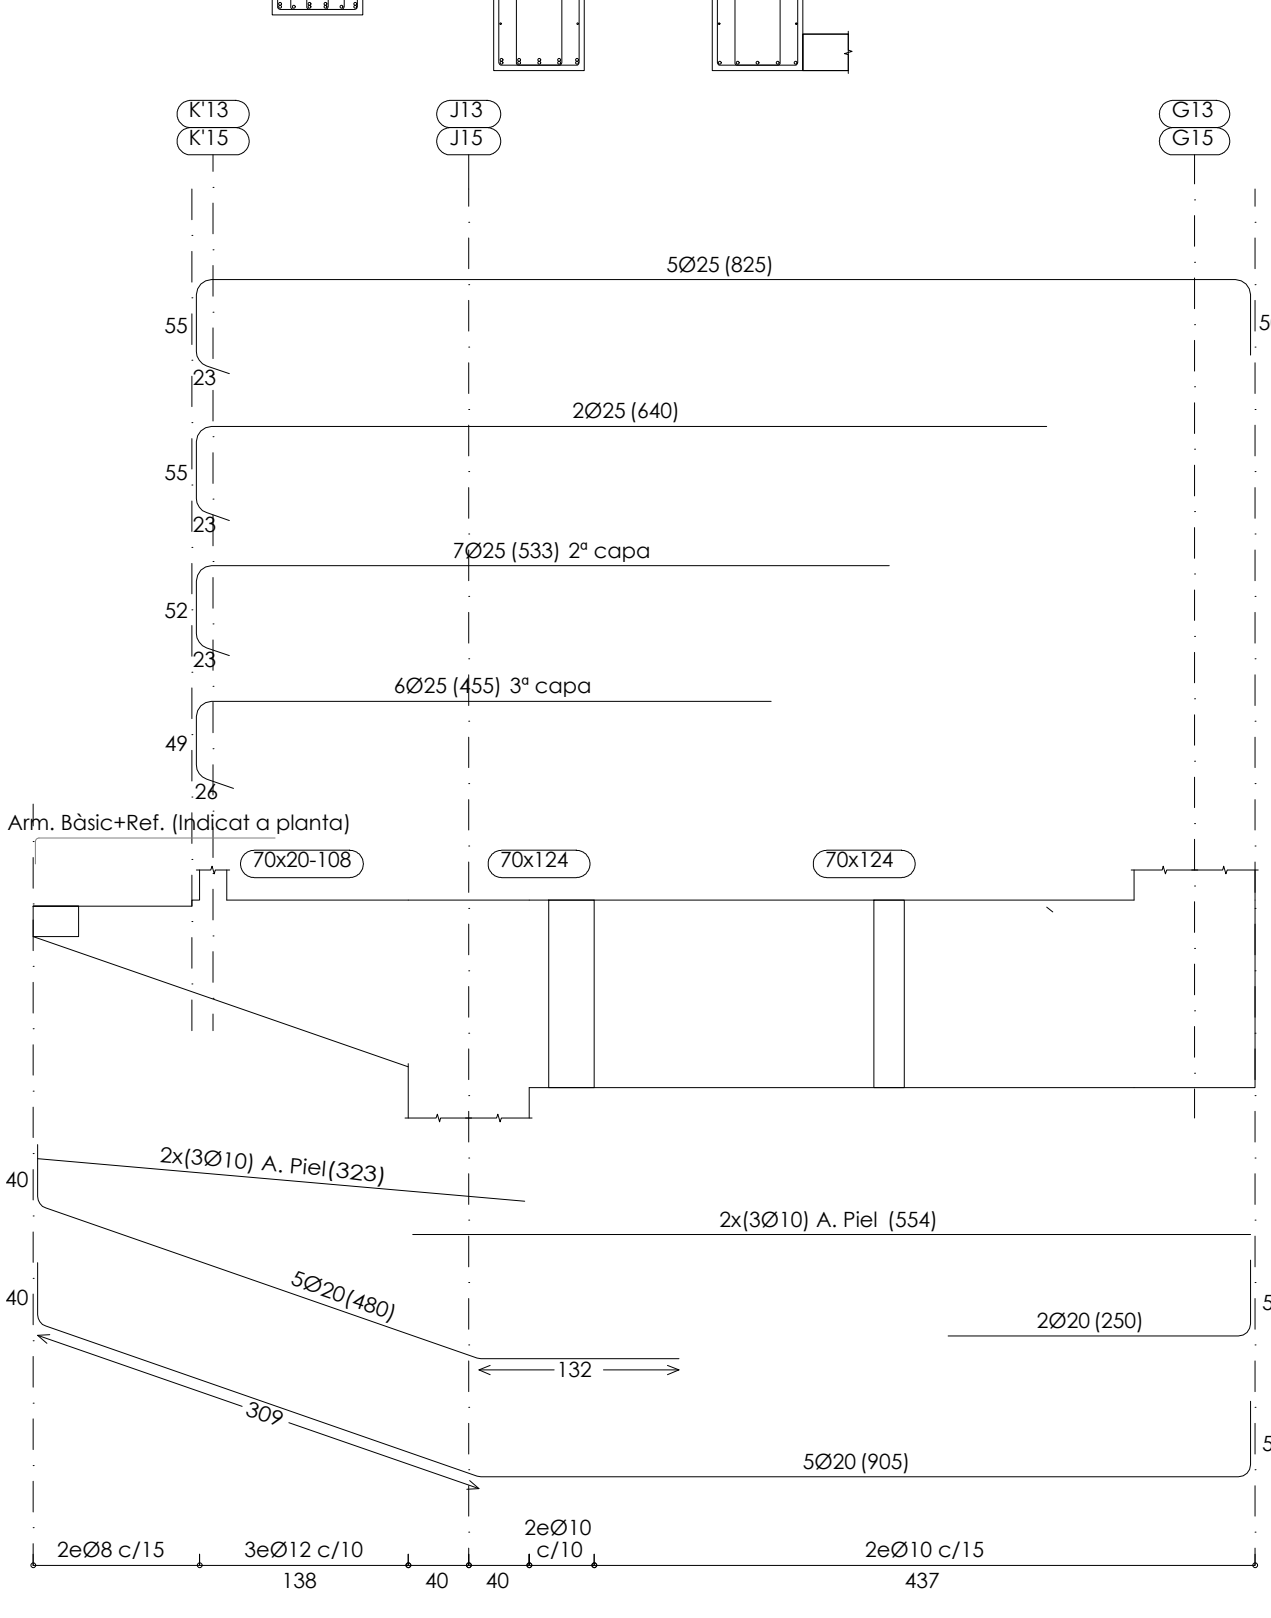 K'13
J13
G13
K'15
J15
G15
5Ø25 (825)
55
5
23
2Ø25 (640)
55
23
7Ø25 (533) 2ª capa
52
23
6Ø25 (455) 3ª capa
49
26
Arm. Bàsic+Ref. (Indicat a planta)
70x20-108
70x124
70x124
2x(3Ø10) A. Piel (323)
40
2x(3Ø10) A. Piel (554)
5Ø20 (480)
40
5
2Ø20 (250)
132
309
5
5Ø20 (905)
2eØ8 c/15
3eØ12 c/10
2eØ10
c/10
2eØ10 c/15
138
40
40
437